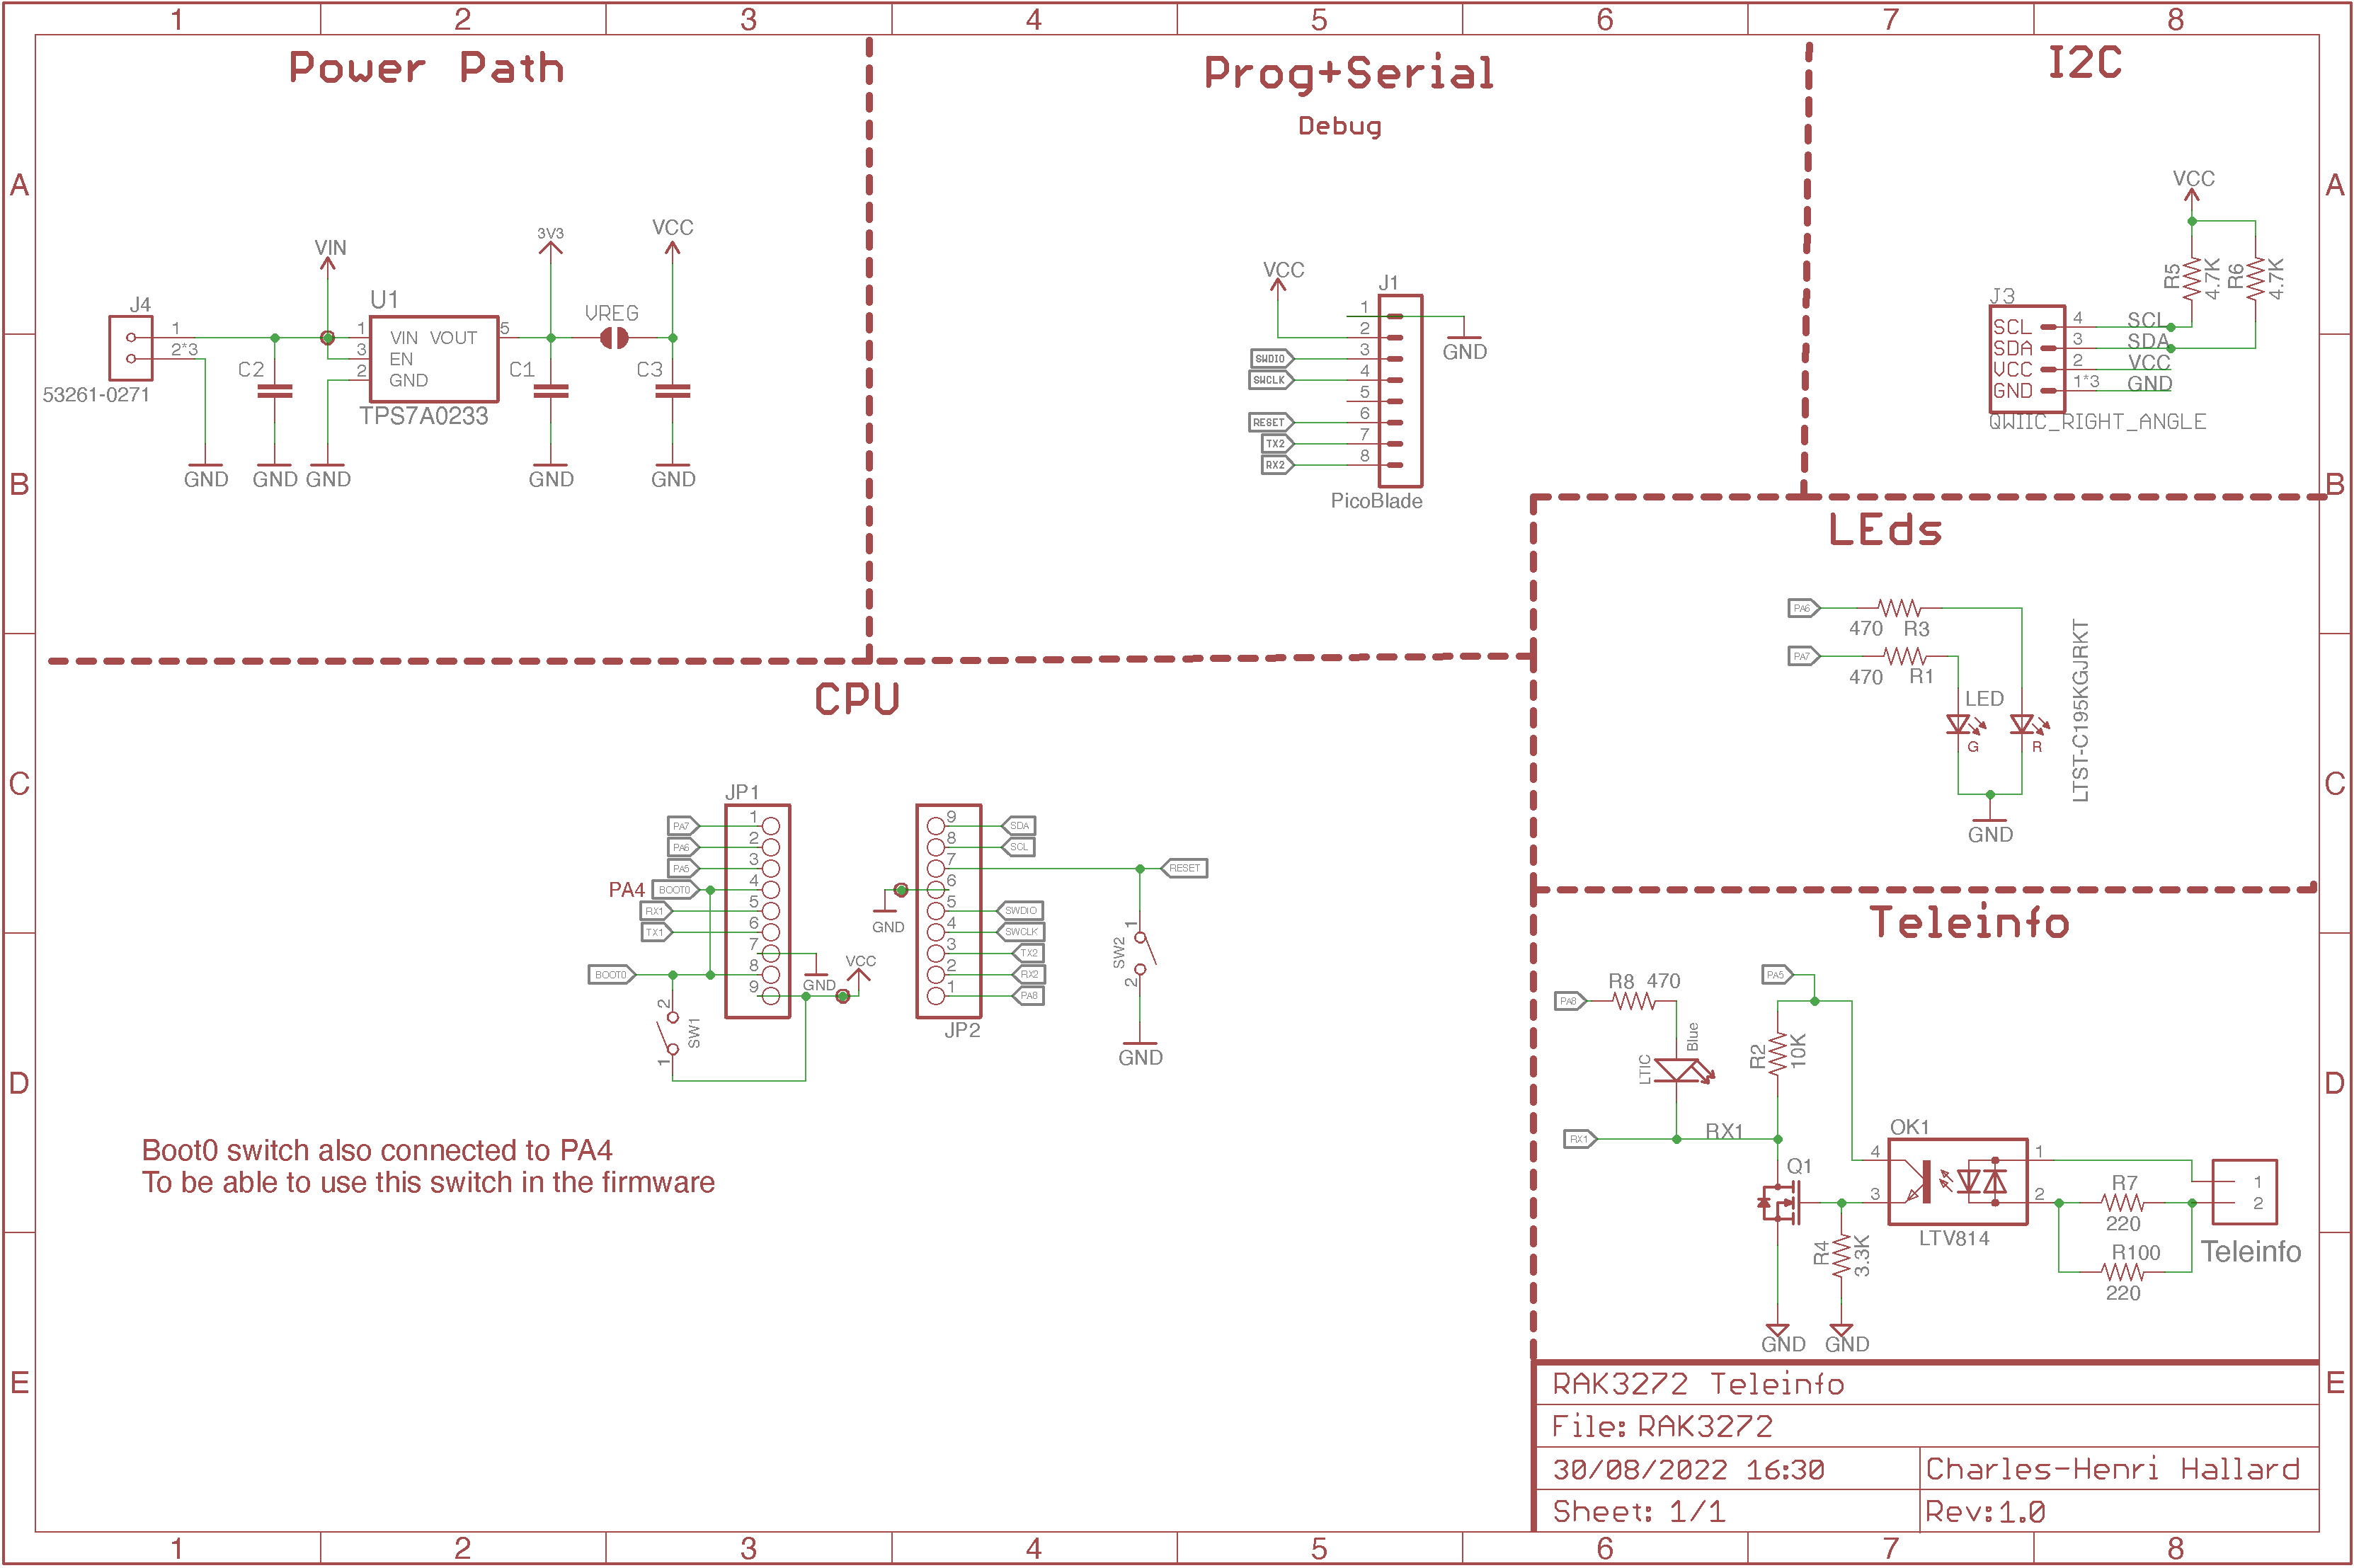 1 2 3 4 5 6 7 8
A
B
C
D
E
A
B
C
D
E
Power Path
VIN
3V3
VCC
J4
1
2*3
53261-0271
C2
U1
1
3
2
VIN VOUT
EN
GND
5
TPS7A0233
C1
VREG
C3
GND
GND
GND
GND
GND
Prog+Serial
Debug
VCC
J1
1
2
SWDIO 3
SWCLK 4
5
RESET 6
TX2 7
RX2 8
GND
PicoBlade
I2C
VCC
R5
4.7K
R6
4.7K
J3
SCL 4 SCL
SDA 3 SDA
VCC 2 VCC
GND 1*3 GND
QWIIC_RIGHT_ANGLE
LEds
PA6
470 R3
PA7
470 R1
LED
G
R
LTST-C195KGJRKT
GND
CPU
JP1
PA7 1
PA6 2
PA5 3
PA4 BOOT0 4
RX1 5
TX1 6
7
BOOT0 8
9
GND
VCC
2
1
SW1
9 SDA
8 SCL
7 RESET
6
5 SWDIO
4 SWCLK
3 TX2
2 RX2
1 PA8
GND
JP2
SW2
1
2
GND
Boot0 switch also connected to PA4
To be able to use this switch in the firmware
Teleinfo
PA8
R8 470
PA5
Blue
LTIC
R2
10K
RX1
RX1
Q1
R4
3.3K
OK1
4
3
1
2
LTV814
R7
220
R100
220
1
2
Teleinfo
GND
GND
RAK3272 Teleinfo
File: RAK3272
30/08/2022 16:30
Charles-Henri Hallard
Sheet: 1/1
Rev:1.0
1 2 3 4 5 6 7 8